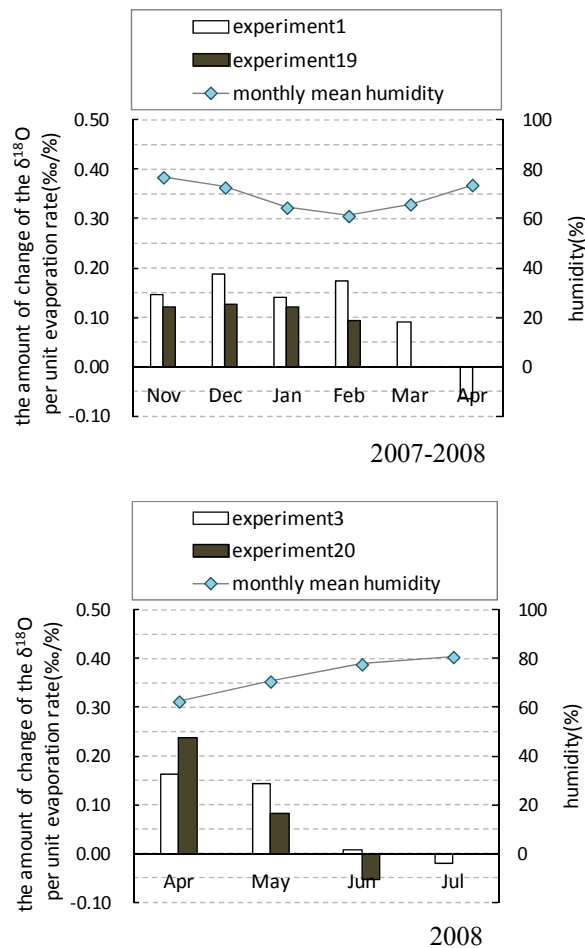 experiment1
experiment19
monthly mean humidity
the amount of change of the δ¹⁸O
per unit evaporation rate(‰/%)
0.50
0.40
0.30
0.20
0.10
0.00
-0.10
100
80
60
40
20
0
humidity(%)
Nov Dec Jan Feb Mar Apr
2007-2008
experiment3
experiment20
monthly mean humidity
the amount of change of the δ¹⁸O
per unit evaporation rate(‰/%)
0.50
0.40
0.30
0.20
0.10
0.00
-0.10
100
80
60
40
20
0
humidity(%)
Apr May Jun Jul
2008